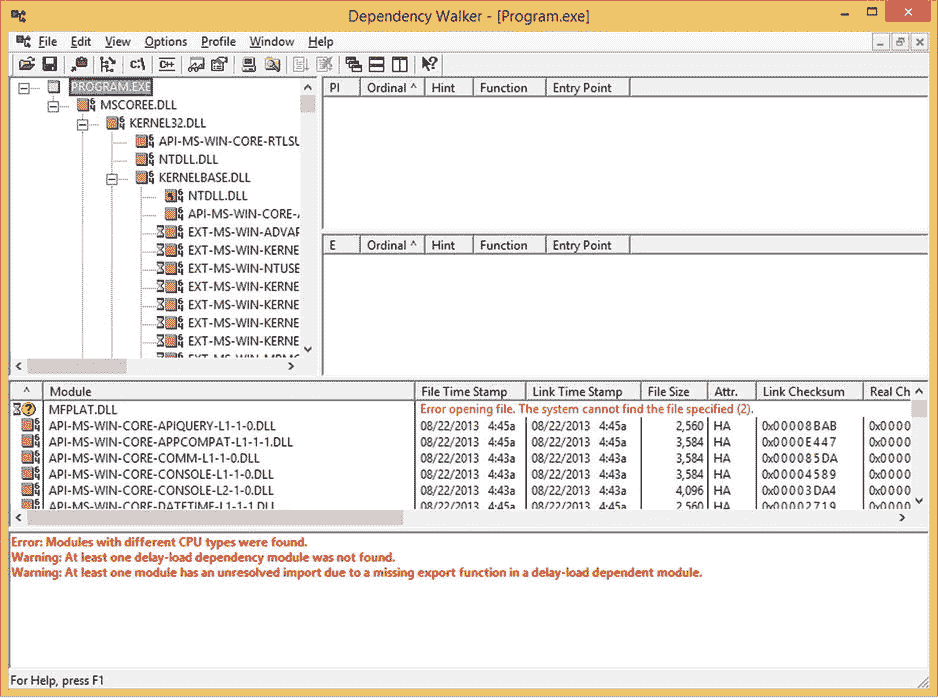 Dependency Walker - [Program.exe]
File Edit View Options Profile Window Help
C:\ C++
PROGRAM.EXE
MSCOREE.DLL
KERNEL32.DLL
API-MS-WIN-CORE-RTLSU
NTDLL.DLL
KERNELBASE.DLL
NTDLL.DLL
API-MS-WIN-CORE-
EXT-MS-WIN-ADVAP
EXT-MS-WIN-KERNE
EXT-MS-WIN-NTUSE
EXT-MS-WIN-KERNE
EXT-MS-WIN-KERNE
EXT-MS-WIN-KERNE
EXT-MS-WIN-KERNE
PI Ordinal ^ Hint Function Entry Point
E Ordinal ^ Hint Function Entry Point
^ Module File Time Stamp Link Time Stamp File Size Attr. Link Checksum Real Ch
MFPLAT.DLL Error opening file. The system cannot find the file specified (2).
API-MS-WIN-CORE-APIQUERY-L1-1-0.DLL 08/22/2013 4:45a 08/22/2013 4:45a 2,560 HA 0x00008BAB 0x0000
API-MS-WIN-CORE-APPCOMPAT-L1-1-1.DLL 08/22/2013 4:45a 08/22/2013 4:45a 3,584 HA 0x0000E447 0x0000
API-MS-WIN-CORE-COMM-L1-1-0.DLL 08/22/2013 4:43a 08/22/2013 4:43a 3,584 HA 0x000085DA 0x0000
API-MS-WIN-CORE-CONSOLE-L1-1-0.DLL 08/22/2013 4:43a 08/22/2013 4:43a 3,584 HA 0x00004589 0x0000
API-MS-WIN-CORE-CONSOLE-L2-1-0.DLL 08/22/2013 4:43a 08/22/2013 4:43a 4,096 HA 0x00003DA4 0x0000
API-MS-WIN-CORE-DATETIME-L1-1-1.DLL 08/22/2013 4:45a 08/22/2013 4:45a 2,560 HA 0x00002719 0x0000
Error: Modules with different CPU types were found.
Warning: At least one delay-load dependency module was not found.
Warning: At least one module has an unresolved import due to a missing export function in a delay-load dependent module.
For Help, press F1